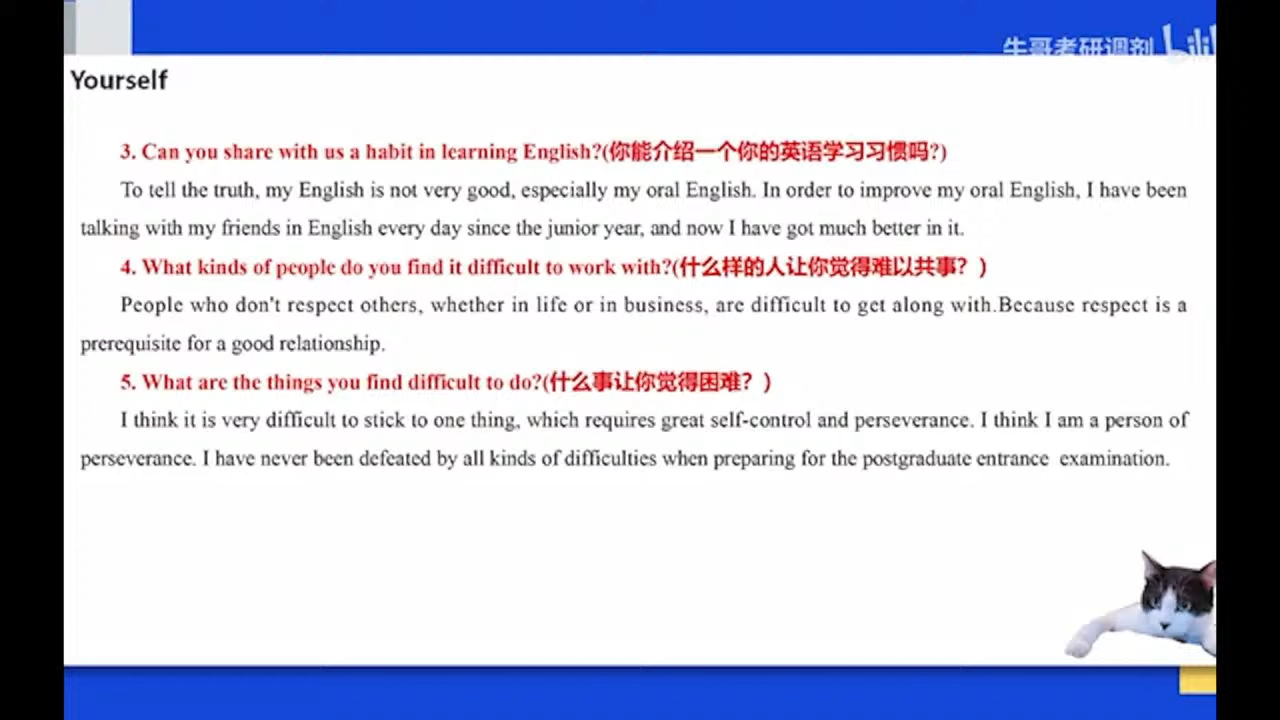 牛哥考研调剂 bili
Yourself
3. Can you share with us a habit in learning English?(你能介绍一个你的英语学习习惯吗?)
To tell the truth, my English is not very good, especially my oral English. In order to improve my oral English, I have been
talking with my friends in English every day since the junior year, and now I have got much better in it.
4. What kinds of people do you find it difficult to work with?(什么样的人让你觉得难以共事？)
People who don't respect others, whether in life or in business, are difficult to get along with.Because respect is a
prerequisite for a good relationship.
5. What are the things you find difficult to do?(什么事让你觉得困难？)
I think it is very difficult to stick to one thing, which requires great self-control and perseverance. I think I am a person of
perseverance. I have never been defeated by all kinds of difficulties when preparing for the postgraduate entrance examination.